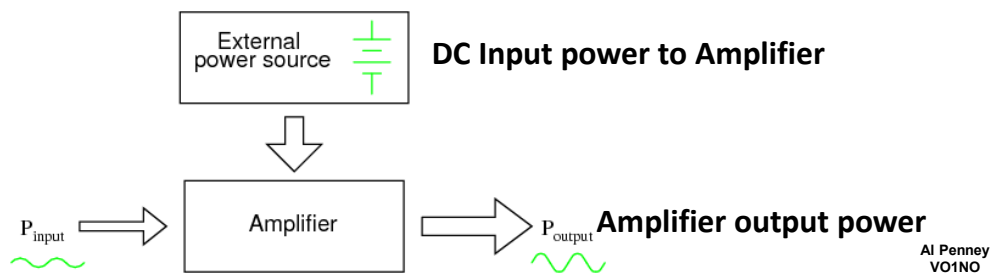 External
power source
DC Input power to Amplifier
Pinput
Amplifier
Poutput
Amplifier output power
Al Penney
VO1NO